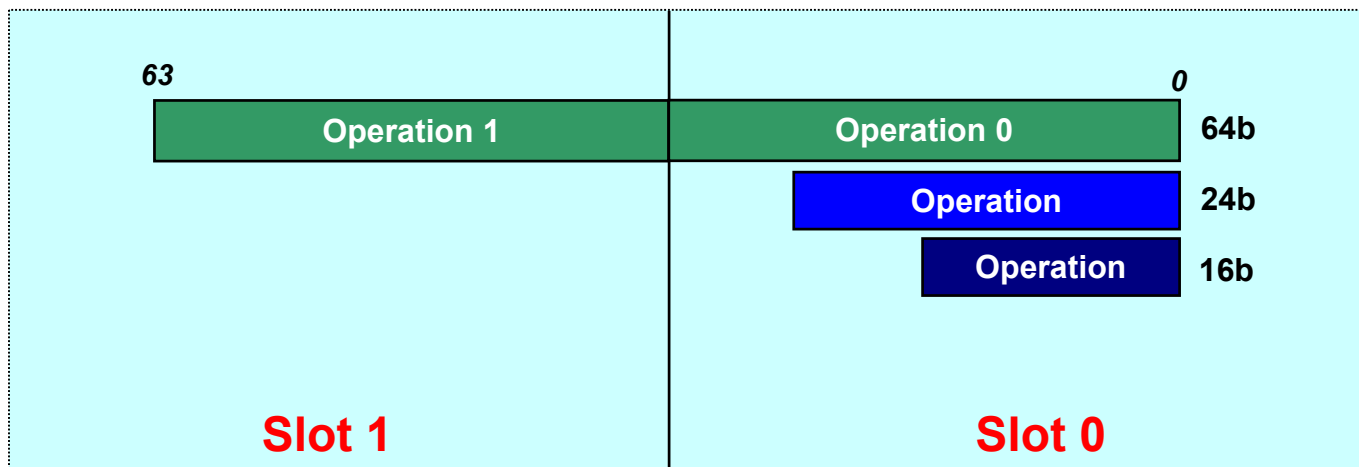 63 0
Operation 1 Operation 0 64b
Operation 24b
Operation 16b
Slot 1 Slot 0